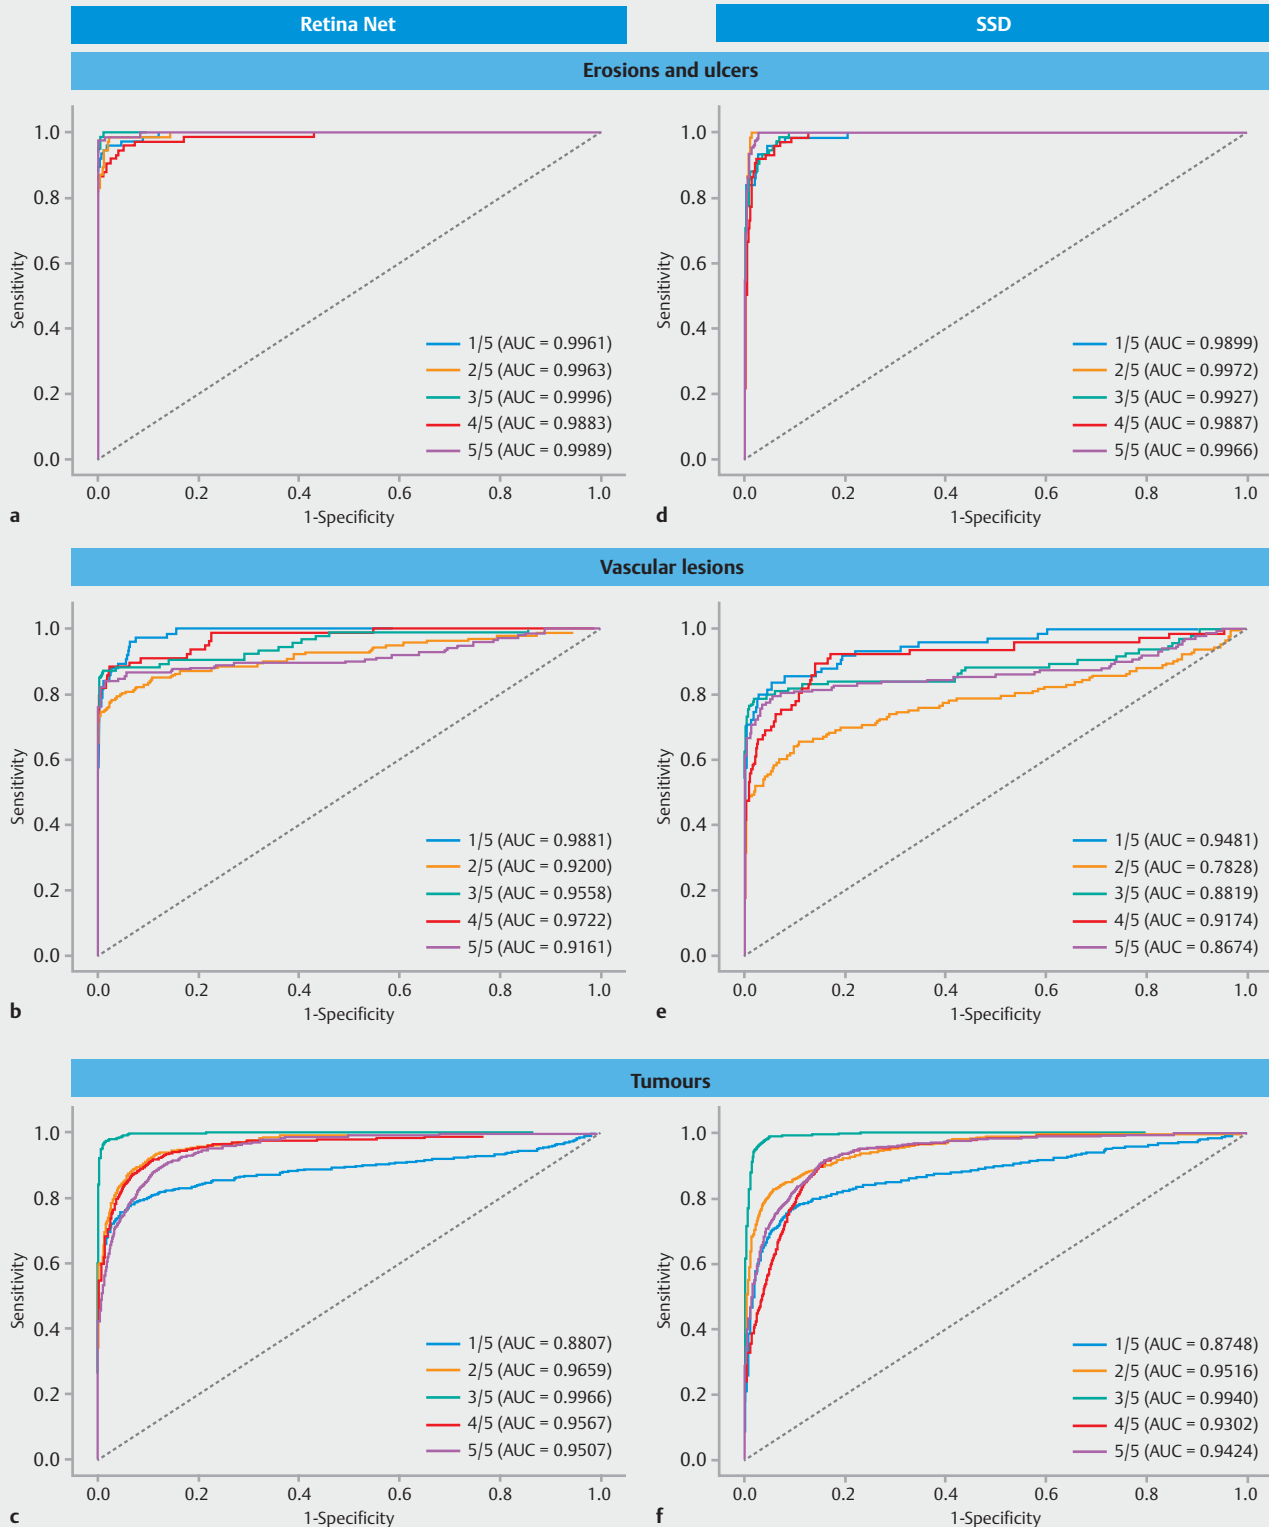 Retina Net
SSD
Erosions and ulcers
1.0
0.8
0.6
0.4
0.2
0.0
Sensitivity
1/5 (AUC = 0.9961)
2/5 (AUC = 0.9963)
3/5 (AUC = 0.9996)
4/5 (AUC = 0.9883)
5/5 (AUC = 0.9989)
0.0 0.2 0.4 0.6 0.8 1.0
1-Specificity
a
1.0
0.8
0.6
0.4
0.2
0.0
Sensitivity
1/5 (AUC = 0.9899)
2/5 (AUC = 0.9972)
3/5 (AUC = 0.9927)
4/5 (AUC = 0.9887)
5/5 (AUC = 0.9966)
0.0 0.2 0.4 0.6 0.8 1.0
1-Specificity
d
Vascular lesions
1.0
0.8
0.6
0.4
0.2
0.0
Sensitivity
1/5 (AUC = 0.9881)
2/5 (AUC = 0.9200)
3/5 (AUC = 0.9558)
4/5 (AUC = 0.9722)
5/5 (AUC = 0.9161)
0.0 0.2 0.4 0.6 0.8 1.0
1-Specificity
b
1.0
0.8
0.6
0.4
0.2
0.0
Sensitivity
1/5 (AUC = 0.9481)
2/5 (AUC = 0.7828)
3/5 (AUC = 0.8819)
4/5 (AUC = 0.9174)
5/5 (AUC = 0.8674)
0.0 0.2 0.4 0.6 0.8 1.0
1-Specificity
e
Tumours
1.0
0.8
0.6
0.4
0.2
0.0
Sensitivity
1/5 (AUC = 0.8807)
2/5 (AUC = 0.9659)
3/5 (AUC = 0.9966)
4/5 (AUC = 0.9567)
5/5 (AUC = 0.9507)
0.0 0.2 0.4 0.6 0.8 1.0
1-Specificity
c
1.0
0.8
0.6
0.4
0.2
0.0
Sensitivity
1/5 (AUC = 0.8748)
2/5 (AUC = 0.9516)
3/5 (AUC = 0.9940)
4/5 (AUC = 0.9302)
5/5 (AUC = 0.9424)
0.0 0.2 0.4 0.6 0.8 1.0
1-Specificity
f